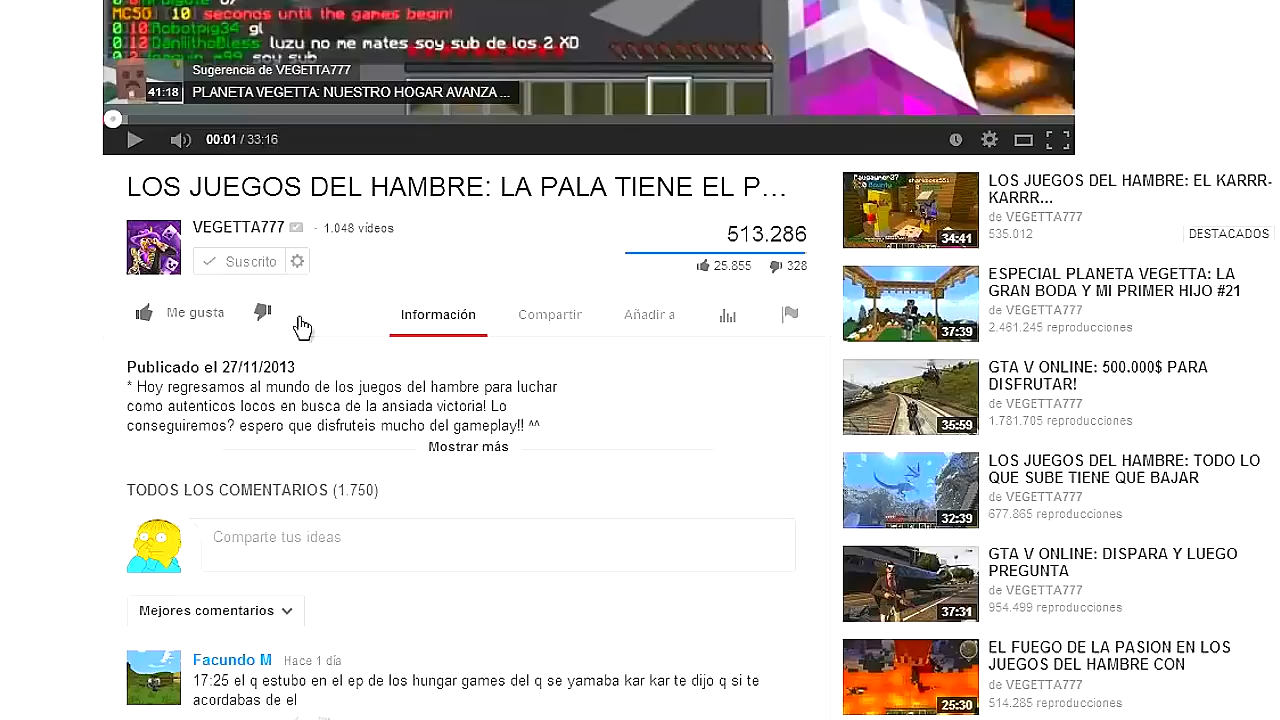 MC50: 10 seconds until the games begin!
0:10:Robotpig34 gl
0:12:DanilithoBless luzu no me mates soy sub de los 2 XD
soy sub
Sugerencia de VEGETTA777
41:18 PLANETA VEGETTA: NUESTRO HOGAR AVANZA ...
00:01 / 33:16
LOS JUEGOS DEL HAMBRE: LA PALA TIENE EL P...
VEGETTA777 · 1.048 vídeos
Suscrito
513.286
25.855 328
Me gusta
Información Compartir Añadir a
Publicado el 27/11/2013
* Hoy regresamos al mundo de los juegos del hambre para luchar
como autenticos locos en busca de la ansiada victoria! Lo
conseguiremos? espero que disfruteis mucho del gameplay!! ^^
Mostrar más
TODOS LOS COMENTARIOS (1.750)
Comparte tus ideas
Mejores comentarios
Facundo M Hace 1 día
17:25 el q estubo en el ep de los hungar games del q se yamaba kar kar te dijo q si te
acordabas de el
34:41
LOS JUEGOS DEL HAMBRE: EL KARRR-
KARRR...
de VEGETTA777
535.012
DESTACADOS
37:39
ESPECIAL PLANETA VEGETTA: LA
GRAN BODA Y MI PRIMER HIJO #21
de VEGETTA777
2.461.245 reproducciones
35:59
GTA V ONLINE: 500.000$ PARA
DISFRUTAR!
de VEGETTA777
1.781.705 reproducciones
32:39
LOS JUEGOS DEL HAMBRE: TODO LO
QUE SUBE TIENE QUE BAJAR
de VEGETTA777
677.865 reproducciones
37:31
GTA V ONLINE: DISPARA Y LUEGO
PREGUNTA
de VEGETTA777
954.499 reproducciones
25:30
EL FUEGO DE LA PASION EN LOS
JUEGOS DEL HAMBRE CON
de VEGETTA777
514.285 reproducciones